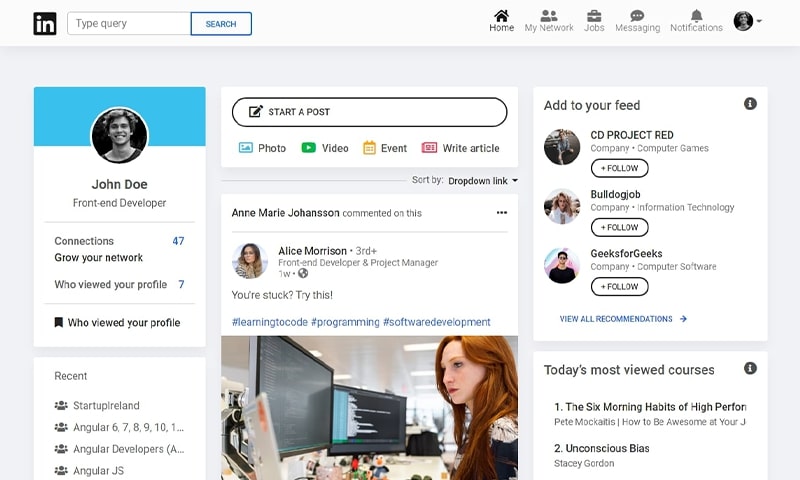 in
Type query
SEARCH
Home
My Network
Jobs
Messaging
Notifications
John Doe
Front-end Developer
Connections 47
Grow your network
Who viewed your profile 7
Who viewed your profile
Recent
StartupIreland
Angular 6, 7, 8, 9, 10, 1...
Angular Developers (A...
Angular JS
START A POST
Photo
Video
Event
Write article
Sort by: Dropdown link
Anne Marie Johansson commented on this
Alice Morrison • 3rd+
Front-end Developer & Project Manager
1w •
You're stuck? Try this!
#learningtocode #programming #softwaredevelopment
Add to your feed
CD PROJECT RED
Company • Computer Games
+ FOLLOW
Bulldogjob
Company • Information Technology
+ FOLLOW
GeeksforGeeks
Company • Computer Software
+ FOLLOW
VIEW ALL RECOMMENDATIONS
Today's most viewed courses
1. The Six Morning Habits of High Perfor
Pete Mockaitis | How to Be Awesome at Your J
2. Unconscious Bias
Stacey Gordon